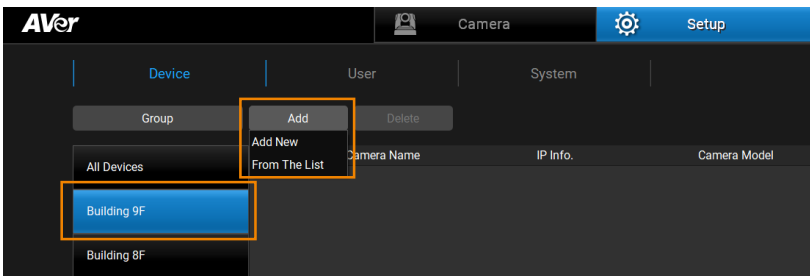 AVer Camera Setup
Device User System
Group Add Delete
Add New
Camera Name IP Info. Camera Model
From The List
All Devices
Building 9F
Building 8F